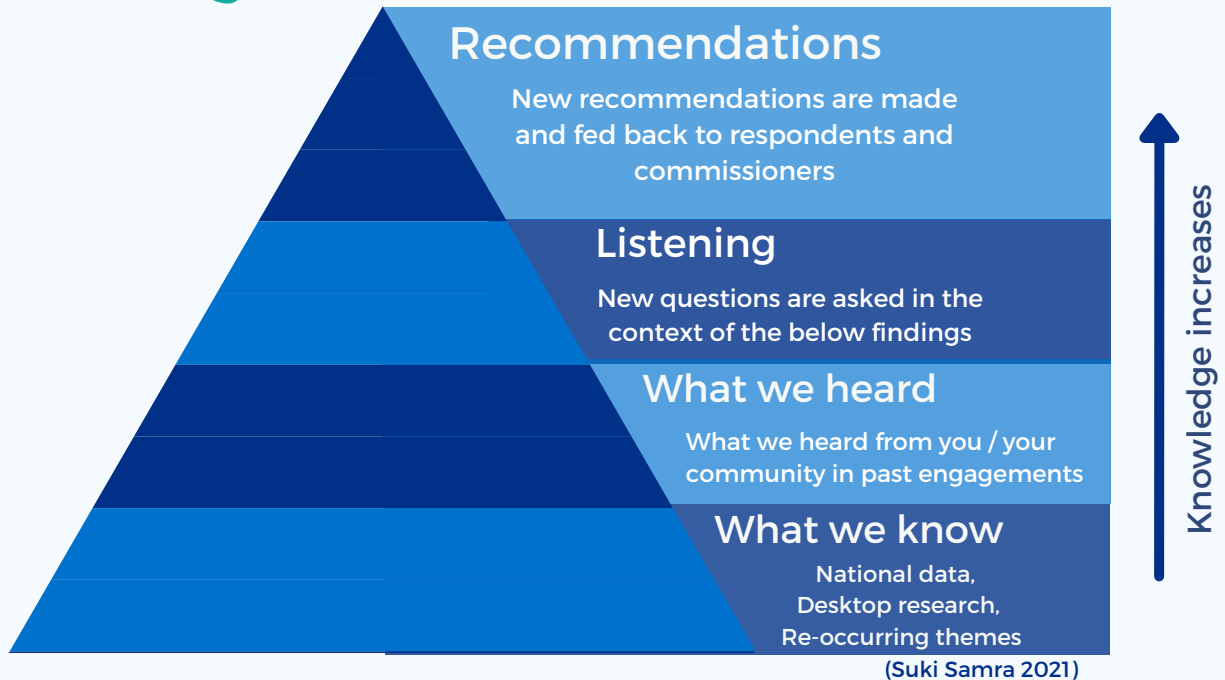 Recommendations
New recommendations are made
and fed back to respondents and
commissioners
Listening
New questions are asked in the
context of the below findings
What we heard
What we heard from you / your
community in past engagements
What we know
National data,
Desktop research,
Re-occurring themes
(Suki Samra 2021)
Knowledge increases